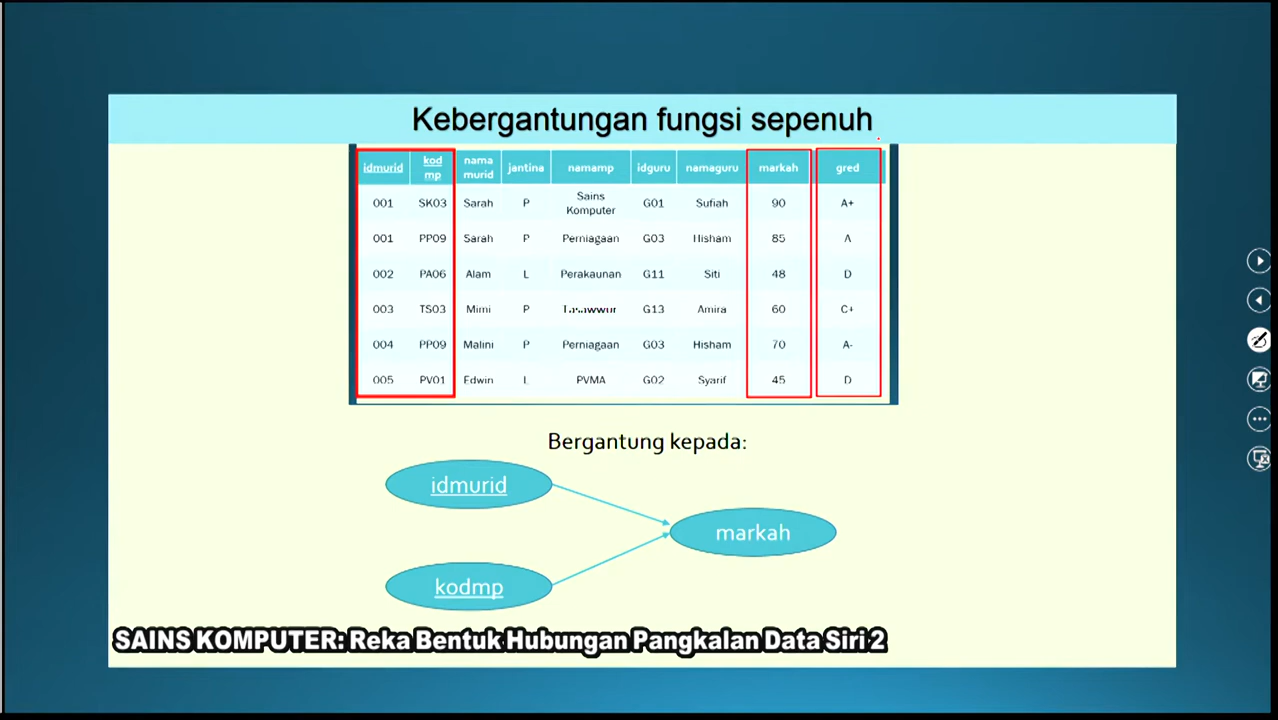 Kebergantungan fungsi sepenuh
idmurid kod mp nama murid jantina namamp idguru namaguru markah gred
001 SK03 Sarah P Sains Komputer G01 Sufiah 90 A+
001 PP09 Sarah P Perniagaan G03 Hisham 85 A
002 PA06 Alam L Perakaunan G11 Siti 48 D
003 TS03 Mimi P Tasawwur G13 Amira 60 C+
004 PP09 Malini P Perniagaan G03 Hisham 70 A-
005 PV01 Edwin L PVMA G02 Syarif 45 D
Bergantung kepada:
idmurid
markah
kodmp
SAINS KOMPUTER: Reka Bentuk Hubungan Pangkalan Data Siri 2